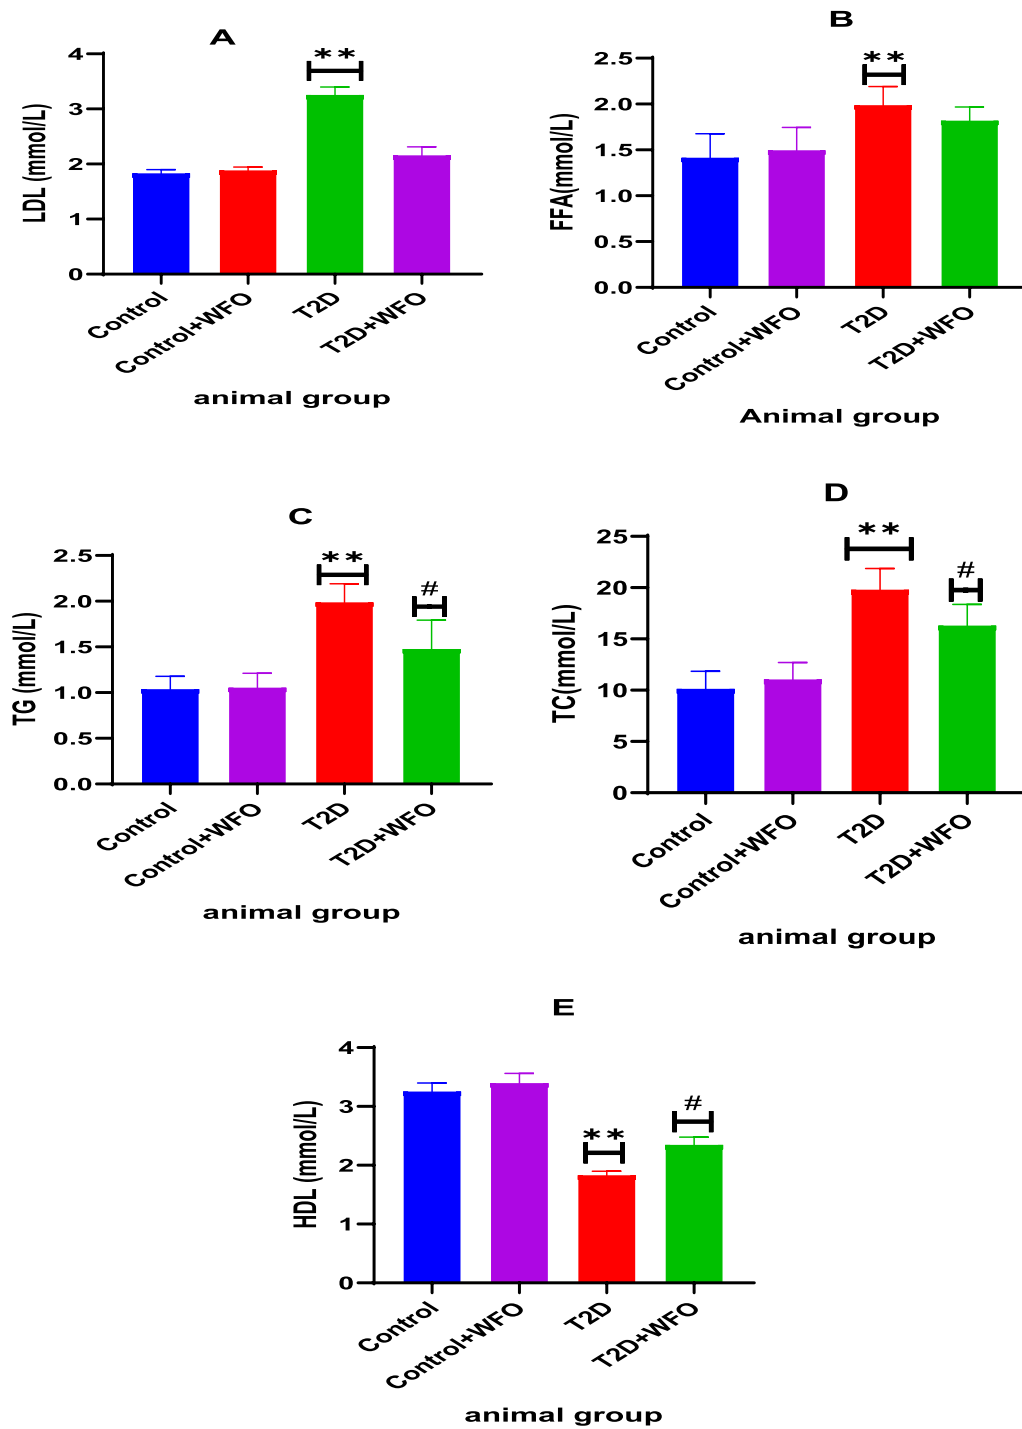 A
**
4
3
2
1
0
LDL (mmol/L)
Control
Control+WFO
T2D
T2D+WFO
animal group
B
**
2.5
2.0
1.5
1.0
0.5
0.0
FFA(mmol/L)
Control
Control+WFO
T2D
T2D+WFO
Animal group
C
**
#
2.5
2.0
1.5
1.0
0.5
0.0
TG (mmol/L)
Control
Control+WFO
T2D
T2D+WFO
animal group
D
**
#
25
20
15
10
5
0
TC(mmol/L)
Control
Control+WFO
T2D
T2D+WFO
animal group
E
**
#
4
3
2
1
0
HDL (mmol/L)
Control
Control+WFO
T2D
T2D+WFO
animal group